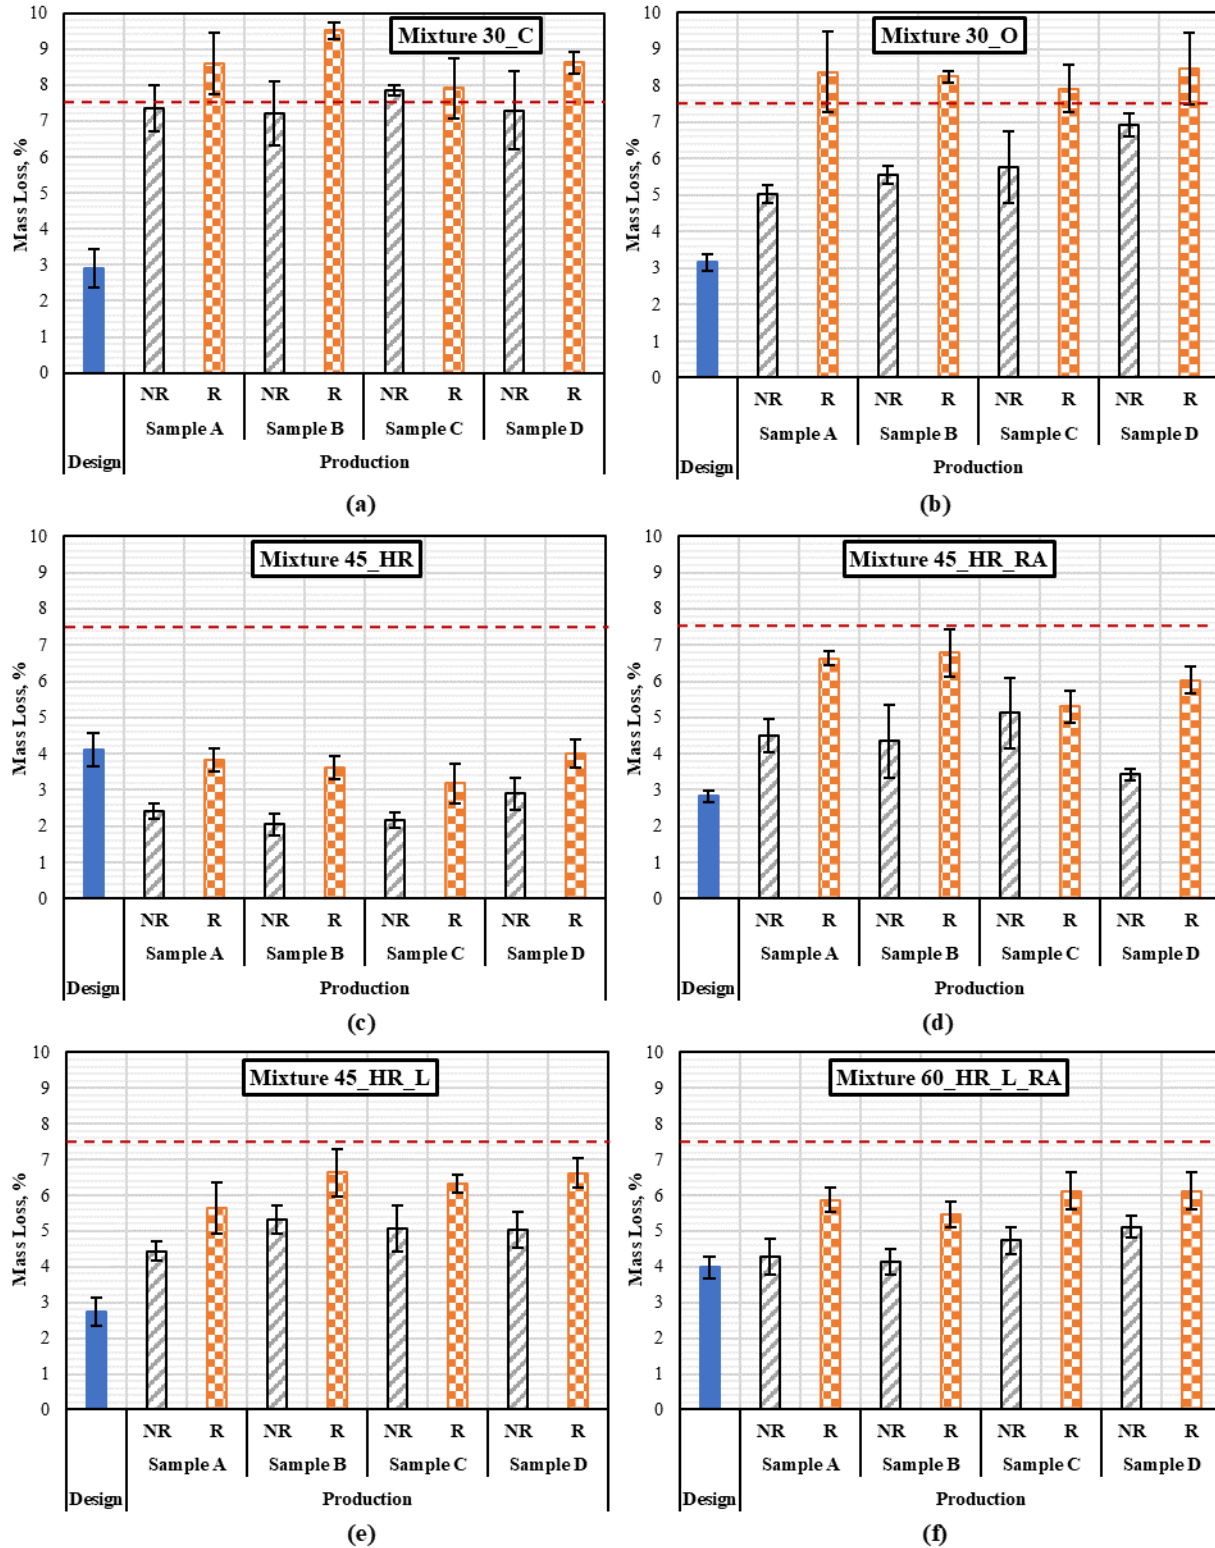 Mixture 30_C
Mass Loss, %
10
9
8
7
6
5
4
3
2
1
0
NR R NR R NR R NR R
Sample A Sample B Sample C Sample D
Design Production
(a)
Mixture 30_O
Mass Loss, %
10
9
8
7
6
5
4
3
2
1
0
NR R NR R NR R NR R
Sample A Sample B Sample C Sample D
Design Production
(b)
Mixture 45_HR
Mass Loss, %
10
9
8
7
6
5
4
3
2
1
0
NR R NR R NR R NR R
Sample A Sample B Sample C Sample D
Design Production
(c)
Mixture 45_HR_RA
Mass Loss, %
10
9
8
7
6
5
4
3
2
1
0
NR R NR R NR R NR R
Sample A Sample B Sample C Sample D
Design Production
(d)
Mixture 45_HR_L
Mass Loss, %
10
9
8
7
6
5
4
3
2
1
0
NR R NR R NR R NR R
Sample A Sample B Sample C Sample D
Design Production
(e)
Mixture 60_HR_L_RA
Mass Loss, %
10
9
8
7
6
5
4
3
2
1
0
NR R NR R NR R NR R
Sample A Sample B Sample C Sample D
Design Production
(f)